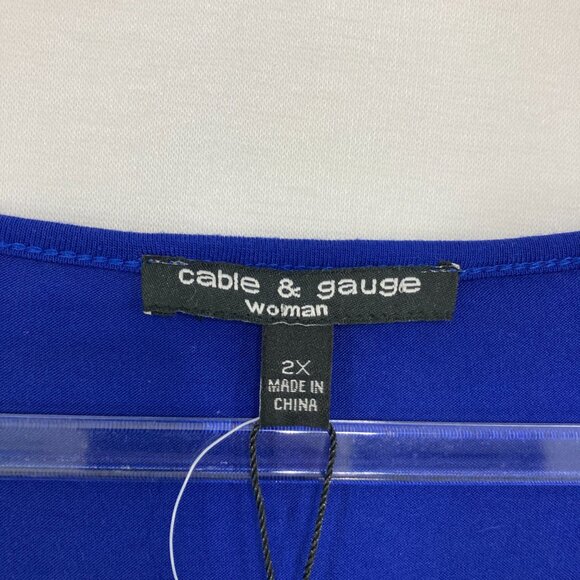 cable & gauge
Woman
2X
MADE IN
CHINA